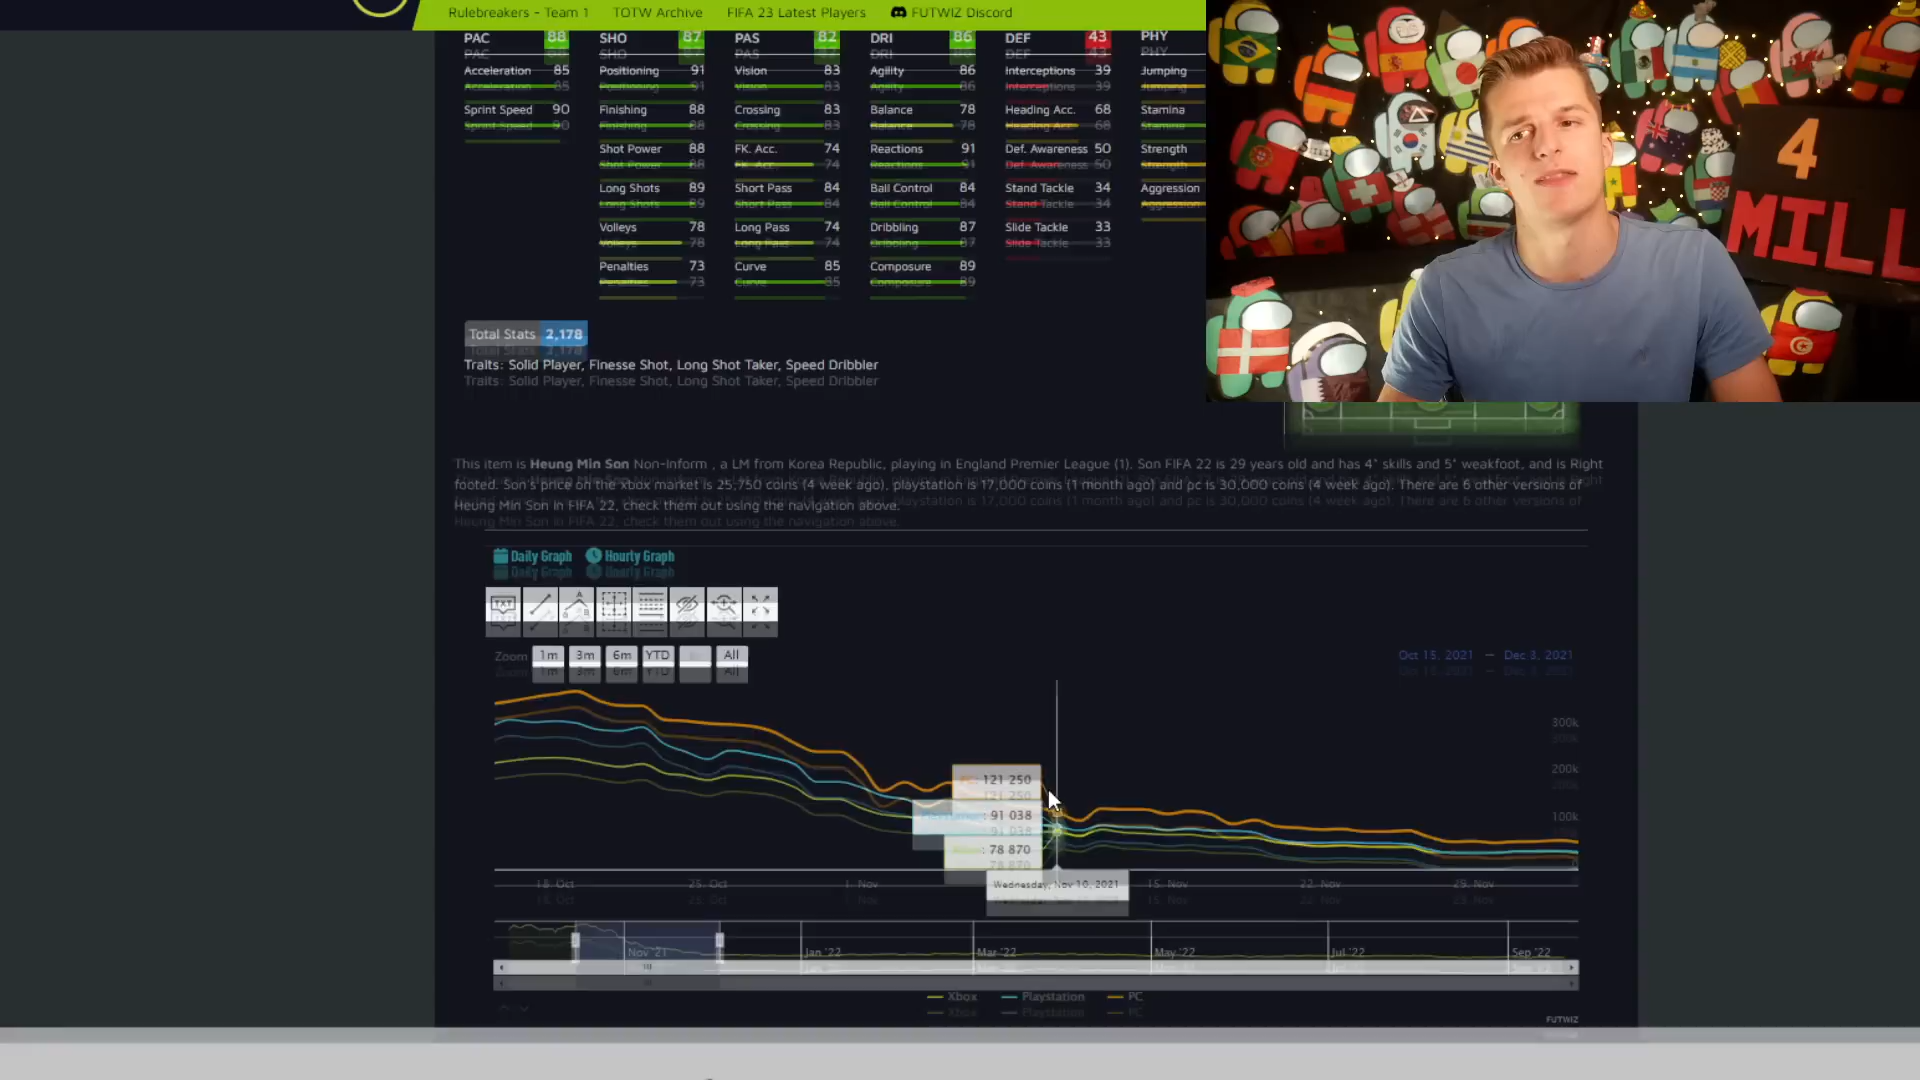 Rulebreakers - Team 1 TOTW Archive FIFA 23 Latest Players FUTWIZ Discord
PAC 88 SHO 87 PAS 82 DRI 86 DEF 43 PHY
Acceleration 85 Positioning 91 Vision 83 Agility 86 Interceptions 39 Jumping
Sprint Speed 90 Finishing 88 Crossing 83 Balance 78 Heading Acc. 68 Stamina
Shot Power 88 FK. Acc. 74 Reactions 91 Def. Awareness 50 Strength
Long Shots 89 Short Pass 84 Ball Control 84 Stand Tackle 34 Aggression
Volleys 78 Long Pass 74 Dribbling 87 Slide Tackle 33
Penalties 73 Curve 85 Composure 89
4
MILL
Total Stats 2,178
Traits: Solid Player, Finesse Shot, Long Shot Taker, Speed Dribbler
This item is Heung Min Son Non-Inform , a LM from Korea Republic, playing in England Premier League (1). Son FIFA 22 is 29 years old and has 4* skills and 5* weakfoot, and is Right
footed. Son's price on the xbox market is 25,750 coins (4 week ago), playstation is 17,000 coins (1 month ago) and pc is 30,000 coins (4 week ago). There are 6 other versions of
Heung Min Son in FIFA 22, check them out using the navigation above.
Daily Graph Hourly Graph
Zoom 1m 3m 6m YTD All Oct 15, 2021 — Dec 3, 2021
300k
200k
100k
0
121 250
: 91 038
: 78 870
Wednesday, Nov 10, 2021
18. Oct 25. Oct 1. Nov 15. Nov 22. Nov 29. Nov
Nov '21 Jan '22 Mar '22 May '22 Jul '22 Sep '22
Xbox Playstation PC
FUTWIZ